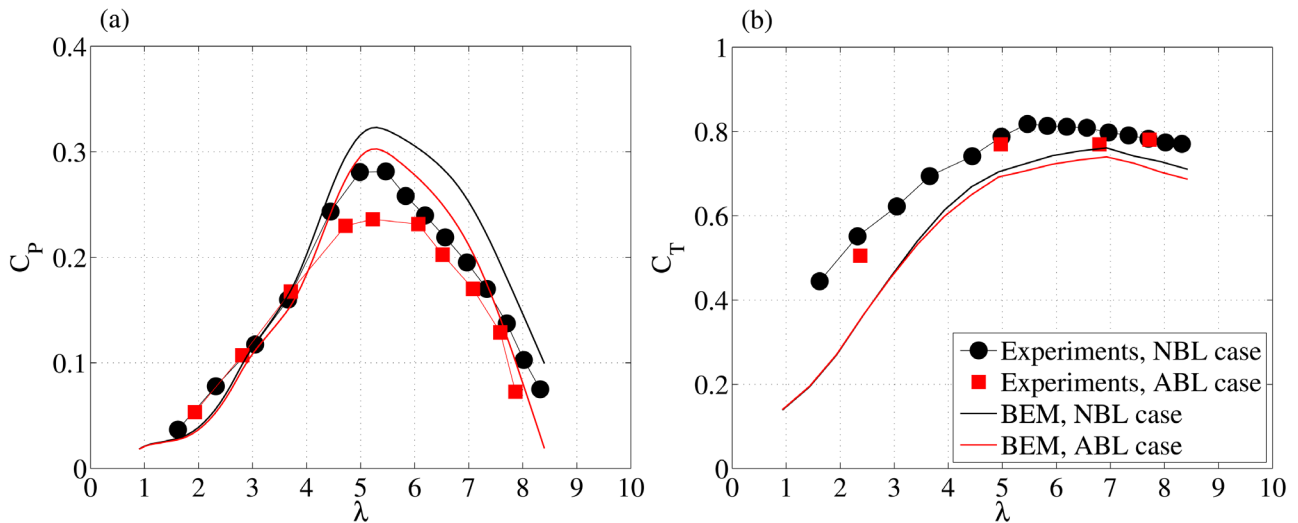 (a)
0.4
0.3
0.2
0.1
0
C_P
0 1 2 3 4 5 6 7 8 9 10
λ
(b)
1
0.8
0.6
0.4
0.2
0
C_T
0 1 2 3 4 5 6 7 8 9 10
λ
Experiments, NBL case
Experiments, ABL case
BEM, NBL case
BEM, ABL case